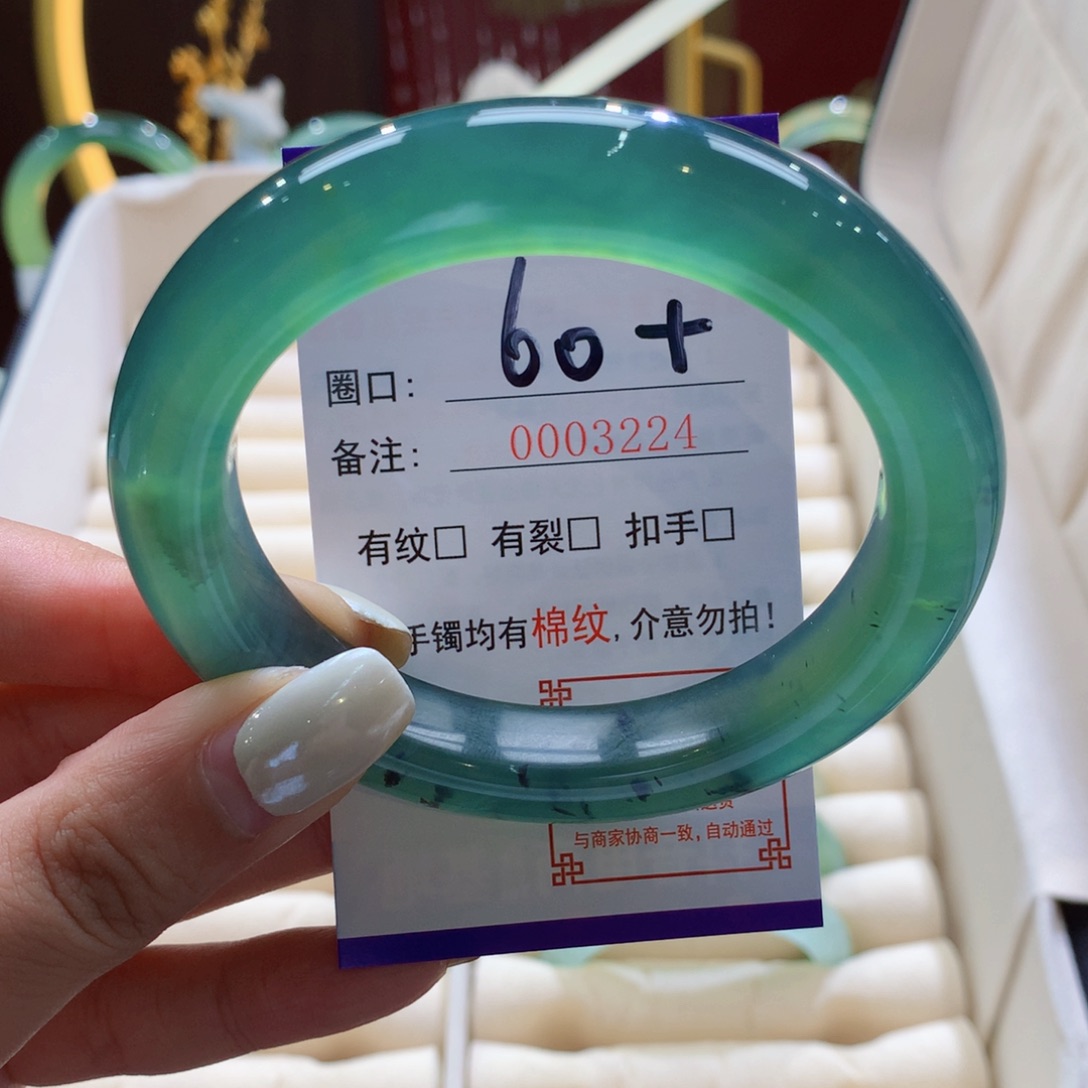 圈口: 60+
备注: 0003224
有纹□ 有裂□ 扣手□
手镯均有棉纹, 介意勿拍!
与商家协商一致, 自动通过